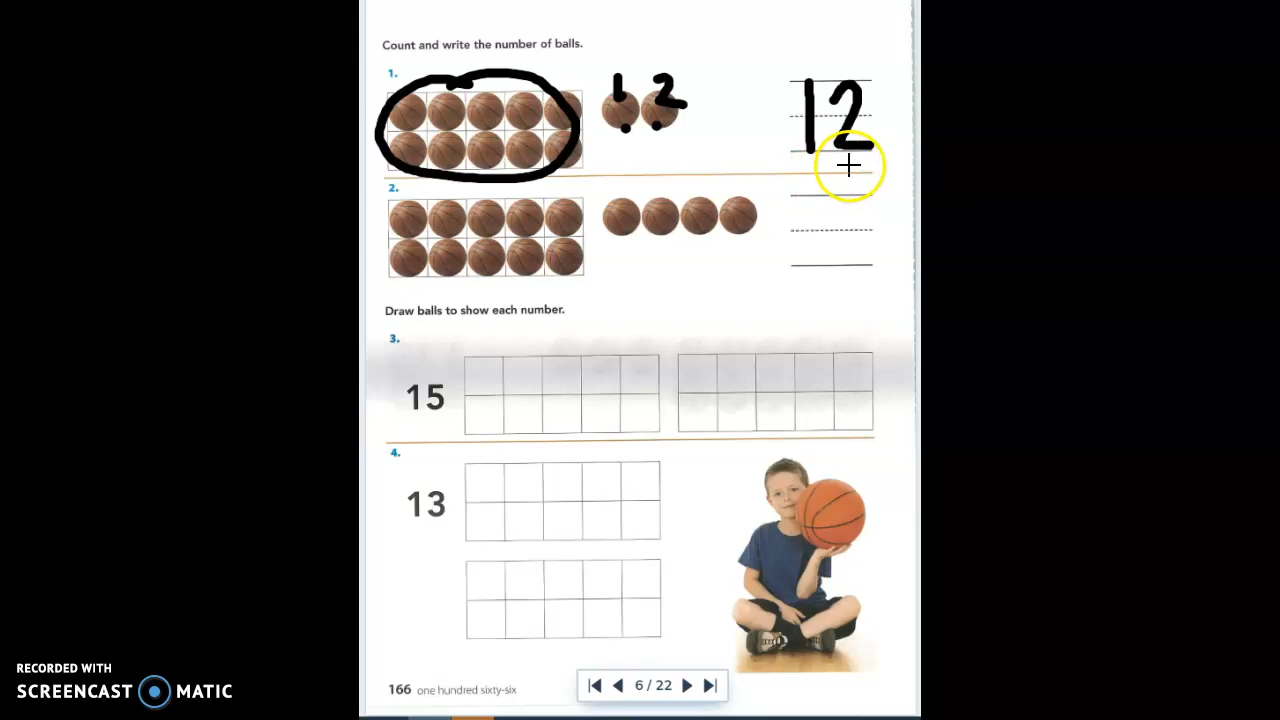 Count and write the number of balls.
1.
1 2
12
2.
Draw balls to show each number.
3.
15
4.
13
166 one hundred sixty-six
6 / 22
RECORDED WITH
SCREENCAST MATIC